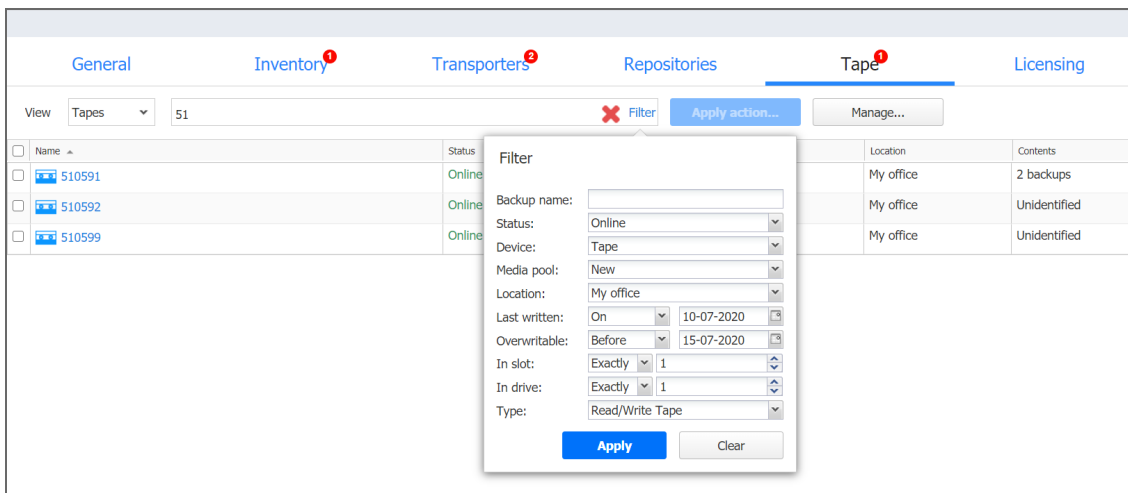 General Inventory 1 Transporters 2 Repositories Tape 1 Licensing
View Tapes 51 Filter Apply action... Manage...
Name Status Location Contents
510591 Online My office 2 backups
510592 Online My office Unidentified
510599 Online My office Unidentified
Filter
Backup name:
Status: Online
Device: Tape
Media pool: New
Location: My office
Last written: On 10-07-2020
Overwritable: Before 15-07-2020
In slot: Exactly 1
In drive: Exactly 1
Type: Read/Write Tape
Apply Clear